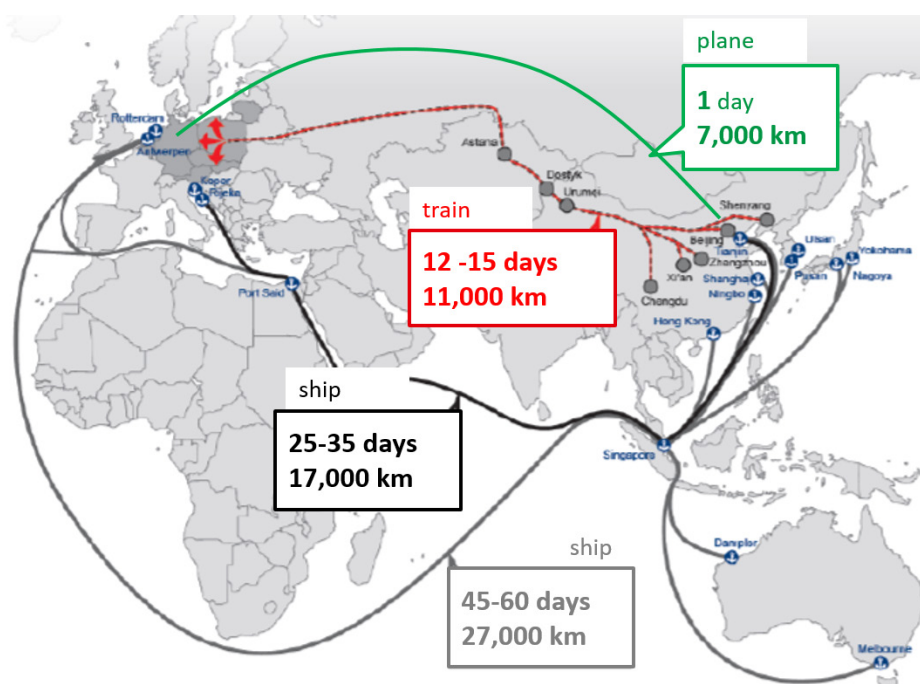 plane
1 day
7,000 km
Rotterdam
Antwerpen
Koper
Rijeka
Astana
Dostyk
Urumqi
train
12 -15 days
11,000 km
Shenyang
Beijing
Tianjin
Zhengzhou
Xi'an
Chengdu
Ulsan
Pusan
Yokohama
Nagoya
Shanghai
Ningbo
Hong Kong
Port Said
ship
25-35 days
17,000 km
Singapore
ship
45-60 days
27,000 km
Dampier
Melbourne